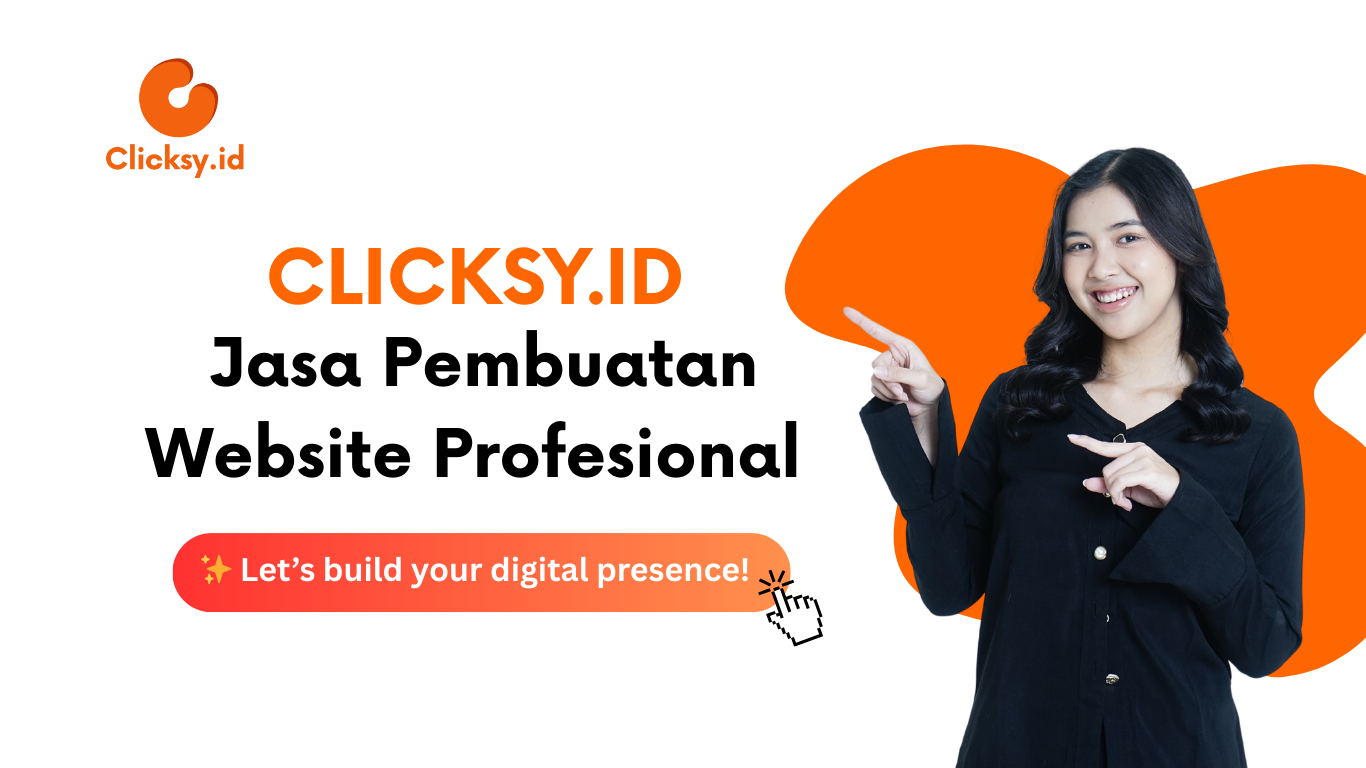 Clicksy.id
CLICKSY.ID
Jasa Pembuatan
Website Profesional
✨ Let’s build your digital presence!